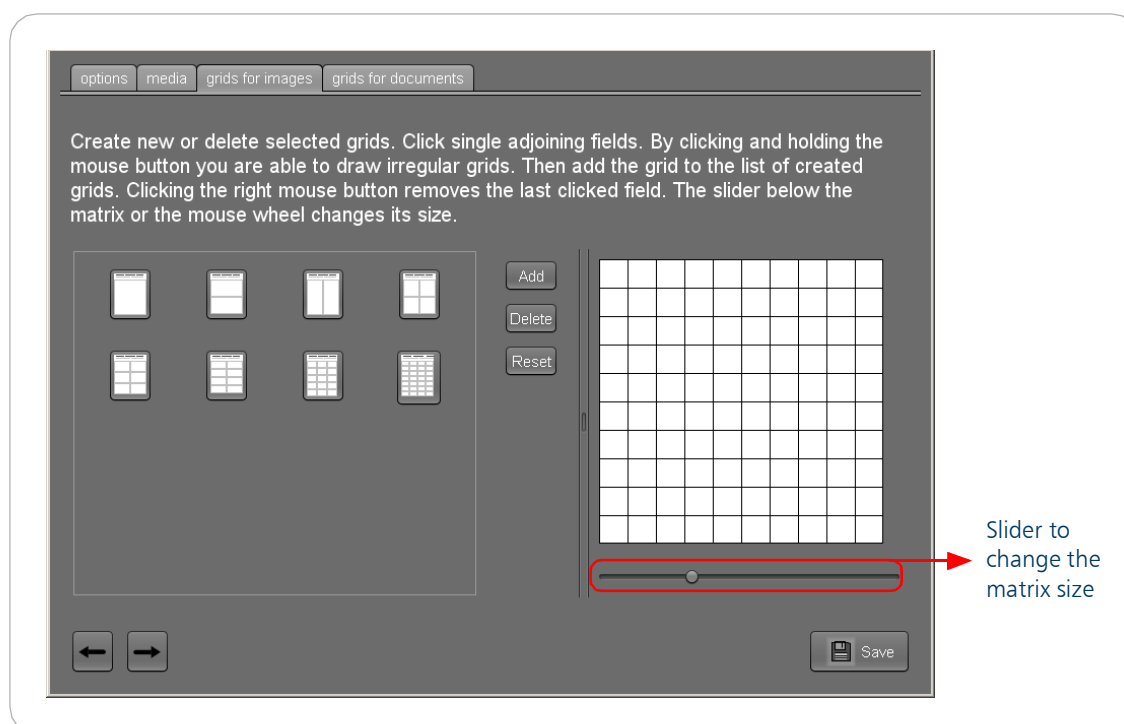 options media grids for images grids for documents
Create new or delete selected grids. Click single adjoining fields. By clicking and holding the
mouse button you are able to draw irregular grids. Then add the grid to the list of created
grids. Clicking the right mouse button removes the last clicked field. The slider below the
matrix or the mouse wheel changes its size.
Add
Delete
Reset
Slider to
change the
matrix size
Save